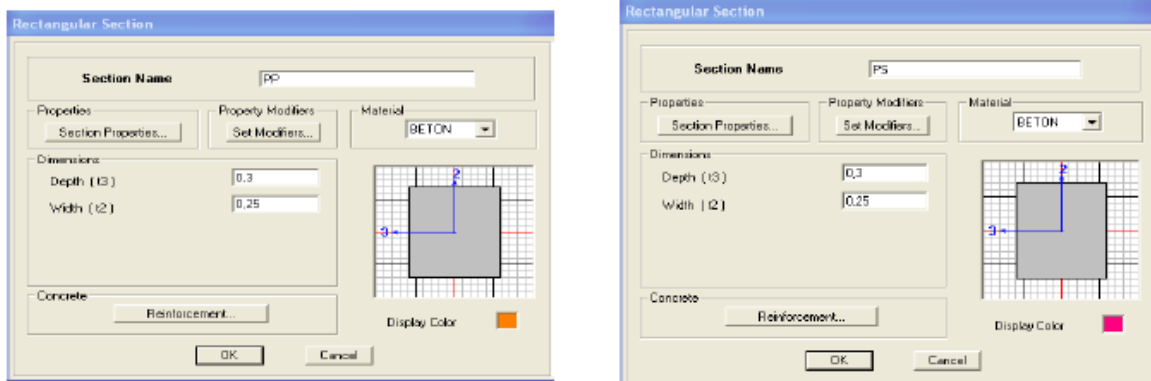 Rectangular Section
Section Name PP
Properties Property Modifiers Material
Section Properties... Set Modifiers... BETON
Dimensions
Depth ( t3 ) 0.3
Width ( t2 ) 0,25
2
3
Concrete
Reinforcement...
Display Color
OK Cancel
Rectangular Section
Section Name PS
Properties Property Modifiers Material
Section Properties... Set Modifiers... BETON
Dimensions
Depth ( t3 ) 0,3
Width ( t2 ) 0.25
2
3
Concrete
Reinforcement...
Display Color
OK Cancel